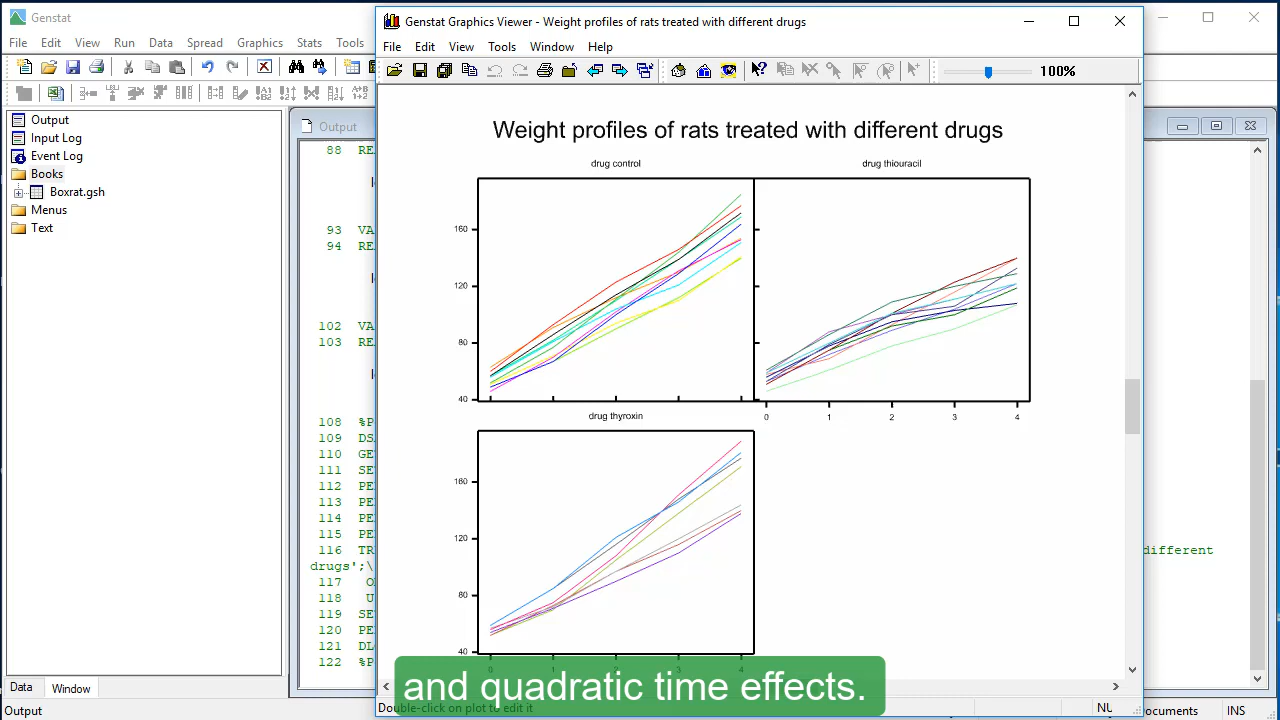 Genstat
File Edit View Run Data Spread Graphics Stats Tools
Genstat Graphics Viewer - Weight profiles of rats treated with different drugs
File Edit View Tools Window Help
100%
Output
Input Log
Event Log
Books
Boxrat.gsh
Menus
Text
Data Window
Output
Output
88 RE
93 VA
94 RE
102 VA
103 RE
108 %P
109 DS
110 GE
111 SE
112 PE
113 PE
114 PE
115 PE
116 TR
different
drugs';\
117 O
118 U
119 SE
120 PE
121 DL
122 %P
Weight profiles of rats treated with different drugs
drug control
drug thiouracil
160
120
80
40
0 1 2 3 4
drug thyroxin
160
120
80
40
and quadratic time effects.
Double-click on plot to edit it
NU
ocuments INS